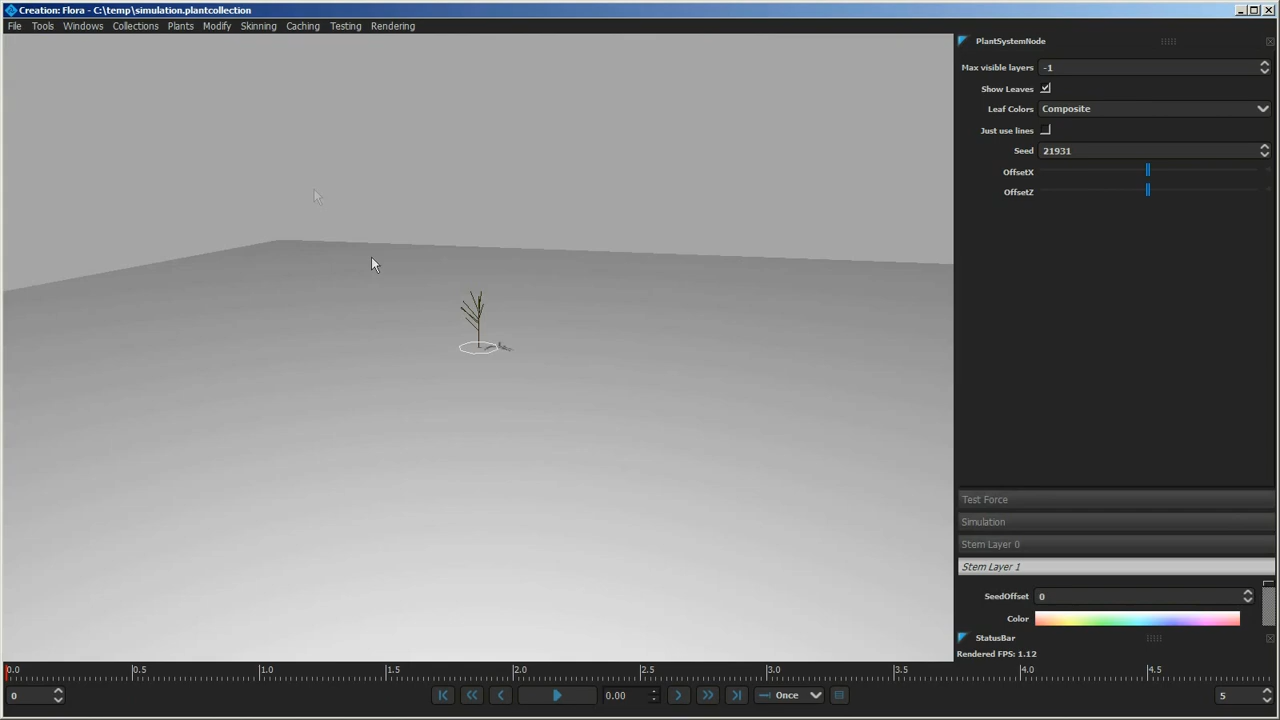 Creation: Flora - C:\temp\simulation.plantcollection
File Tools Windows Collections Plants Modify Skinning Caching Testing Rendering
PlantSystemNode
Max visible layers -1
Show Leaves
Leaf Colors Composite
Just use lines
Seed 21931
OffsetX
OffsetZ
Test Force
Simulation
Stem Layer 0
Stem Layer 1
SeedOffset 0
Color
StatusBar
Rendered FPS: 1.12
0.0 0.5 1.0 1.5 2.0 2.5 3.0 3.5 4.0 4.5
0 0.00 Once 5